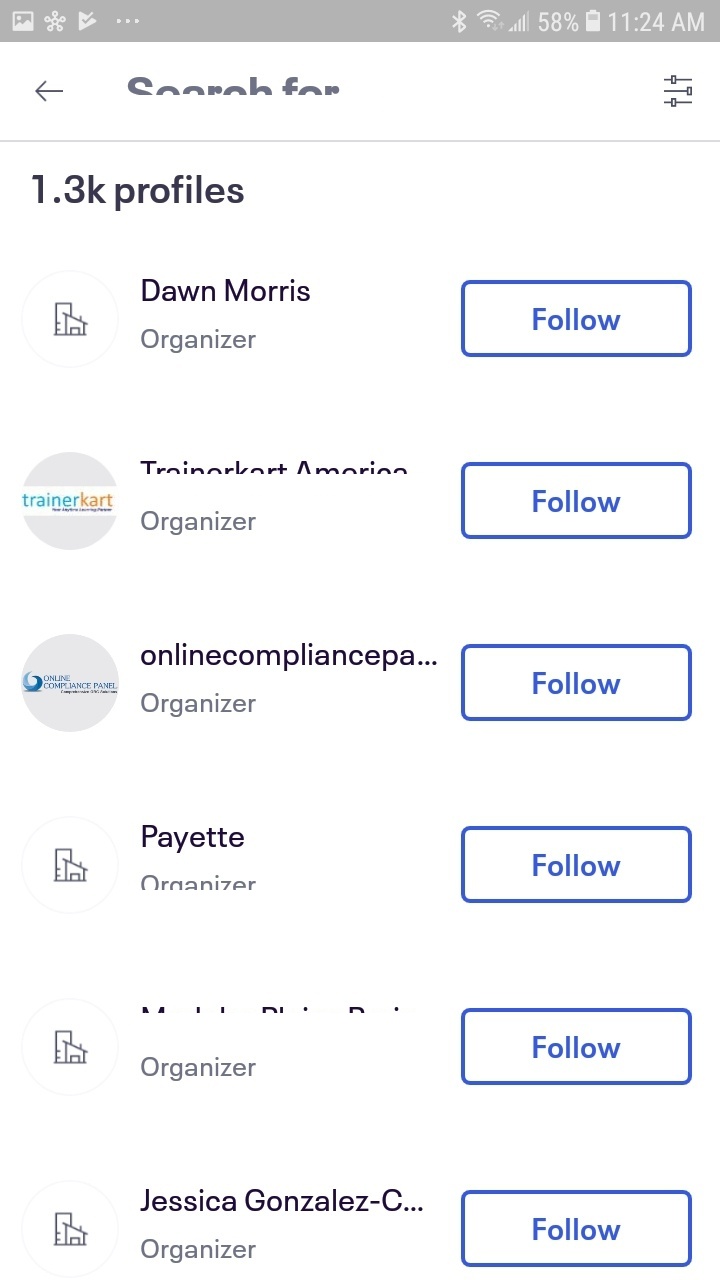 58% 11:24 AM
Search for
1.3k profiles
Dawn Morris
Organizer
Follow
trainerkart
Trainerkart America
Organizer
Follow
ONLINE
COMPLIANCE PANEL
onlinecompliancepa...
Organizer
Follow
Payette
Organizer
Follow
Organizer
Follow
Jessica Gonzalez-C...
Organizer
Follow